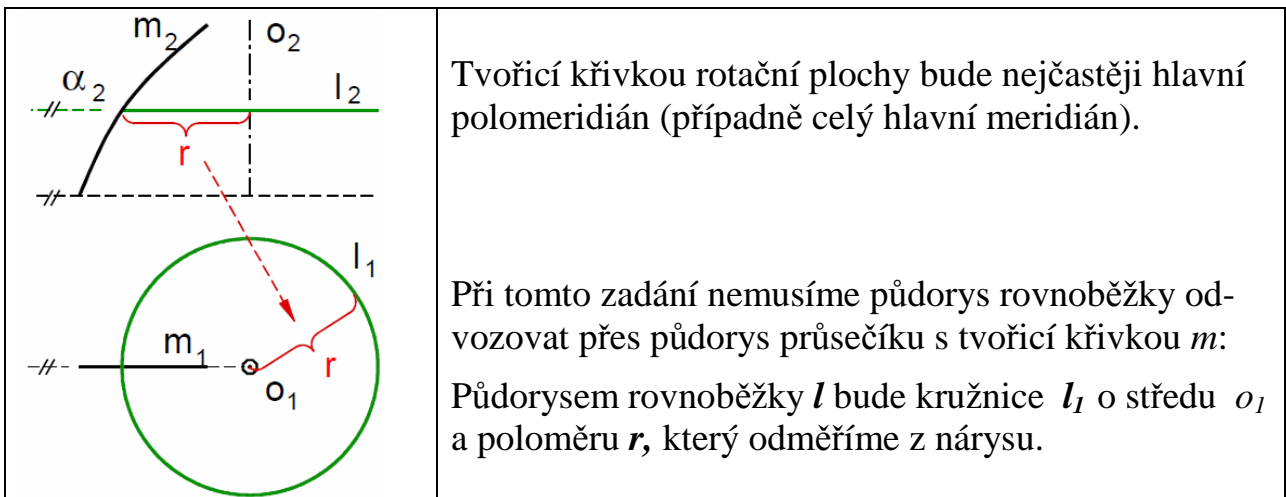 m2
o2
α2
l2
r
l1
m1
r
o1
Tvořicí křivkou rotační plochy bude nejčastěji hlavní
polomeridián (případně celý hlavní meridián).
Při tomto zadání nemusíme půdorys rovnoběžky od-
vozovat přes půdorys průsečíku s tvořicí křivkou m:
Půdorysem rovnoběžky l bude kružnice l1 o středu o1
a poloměru r, který odměříme z nárysu.